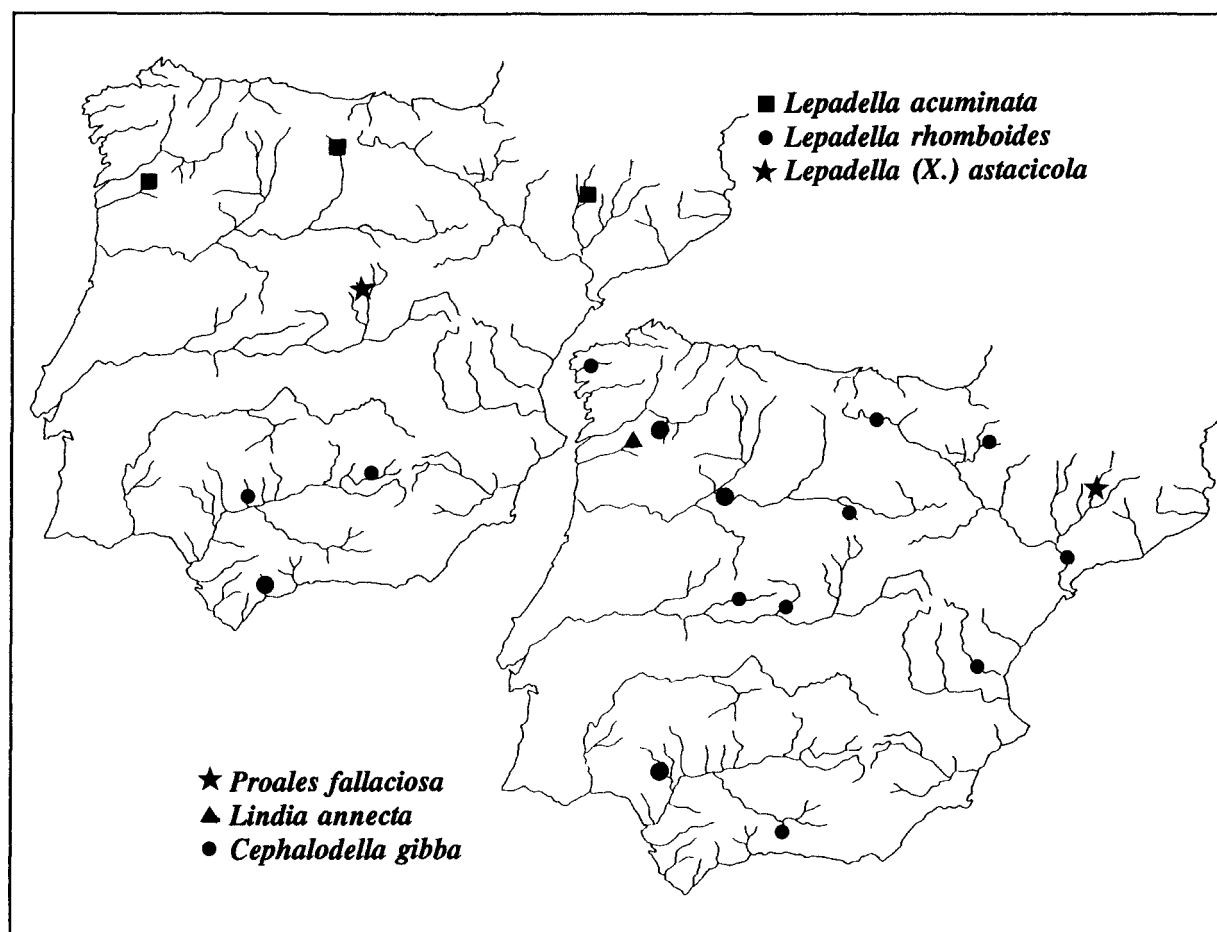 Lepadella acuminata
Lepadella rhomboides
Lepadella (X.) astacicola
Proales fallaciosa
Lindia annecta
Cephalodella gibba